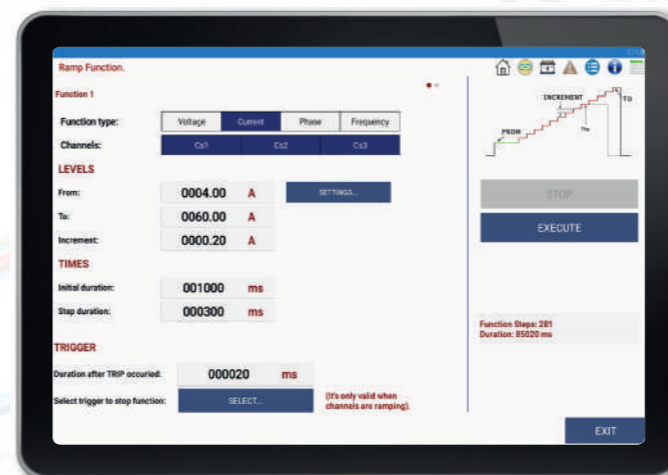 Ramp Function.
Function 1
Function type: Voltage Current Phase Frequency
Channels: Cs1 Cs2 Cs3
LEVELS
From: 0004.00 A SETTINGS...
To: 0060.00 A
Increment: 0000.20 A
TIMES
Initial duration: 001000 ms
Step duration: 000300 ms
TRIGGER
Duration after TRIP occuried: 000020 ms
Select trigger to stop function: SELECT...
(It's only valid when
channels are ramping).
INCREMENT
TO
FROM
STOP
EXECUTE
Function Steps: 281
Duration: 85020 ms
EXIT